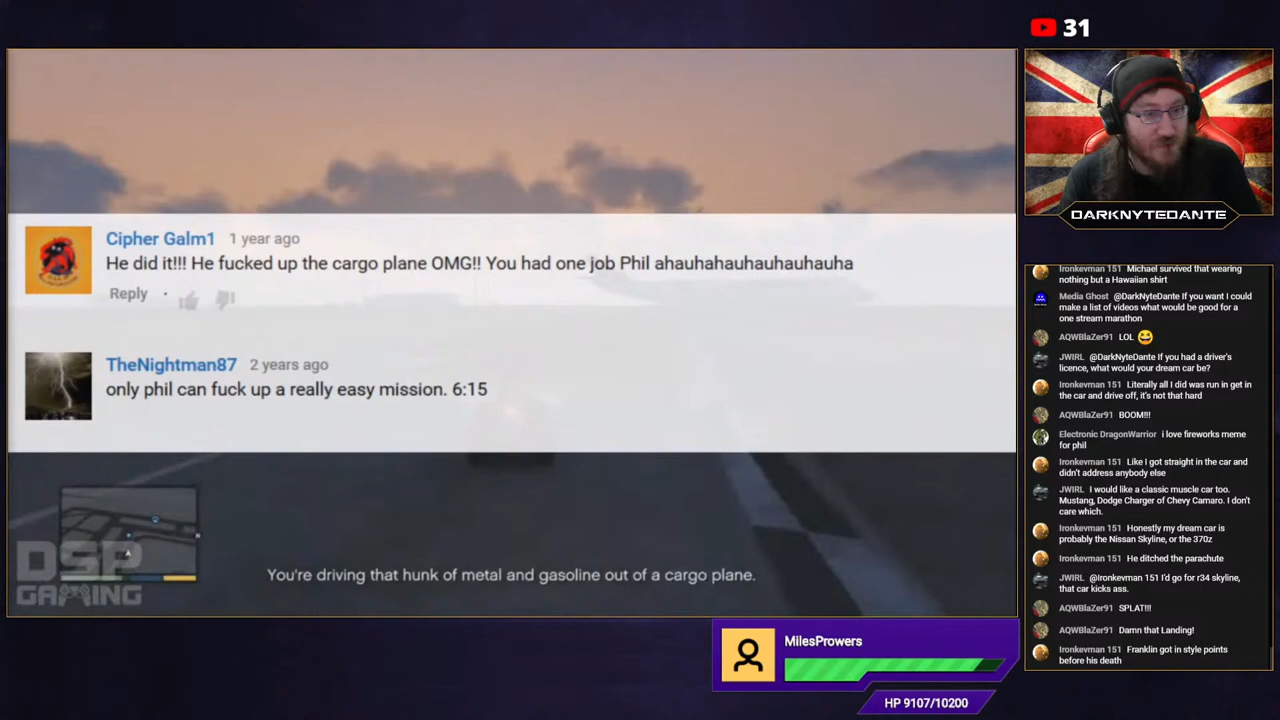 31
Cipher Galm1 1 year ago
He did it!!! He fucked up the cargo plane OMG!! You had one job Phil ahauhahauhauhauhauha
Reply ·
TheNightman87 2 years ago
only phil can fuck up a really easy mission. 6:15
DSP
GAMING
You're driving that hunk of metal and gasoline out of a cargo plane.
MilesProwers
HP 9107/10200
DARKNYTEDANTE
Ironkevman 151 Michael survived that wearing
nothing but a Hawaiian shirt
Media Ghost @DarkNyteDante If you want I could
make a list of videos what would be good for a
one stream marathon
AQWBlaZer91 LOL 😆
JWIRL @DarkNyteDante If you had a driver's
licence, what would your dream car be?
Ironkevman 151 Literally all I did was run in get in
the car and drive off, it's not that hard
AQWBlaZer91 BOOM!!!
Electronic DragonWarrior i love fireworks meme
for phil
Ironkevman 151 Like I got straight in the car and
didn't address anybody else
JWIRL I would like a classic muscle car too.
Mustang, Dodge Charger of Chevy Camaro. I don't
care which.
Ironkevman 151 Honestly my dream car is
probably the Nissan Skyline, or the 370z
Ironkevman 151 He ditched the parachute
JWIRL @Ironkevman 151 I'd go for r34 skyline,
that car kicks ass.
AQWBlaZer91 SPLAT!!!
AQWBlaZer91 Damn that Landing!
Ironkevman 151 Franklin got in style points
before his death